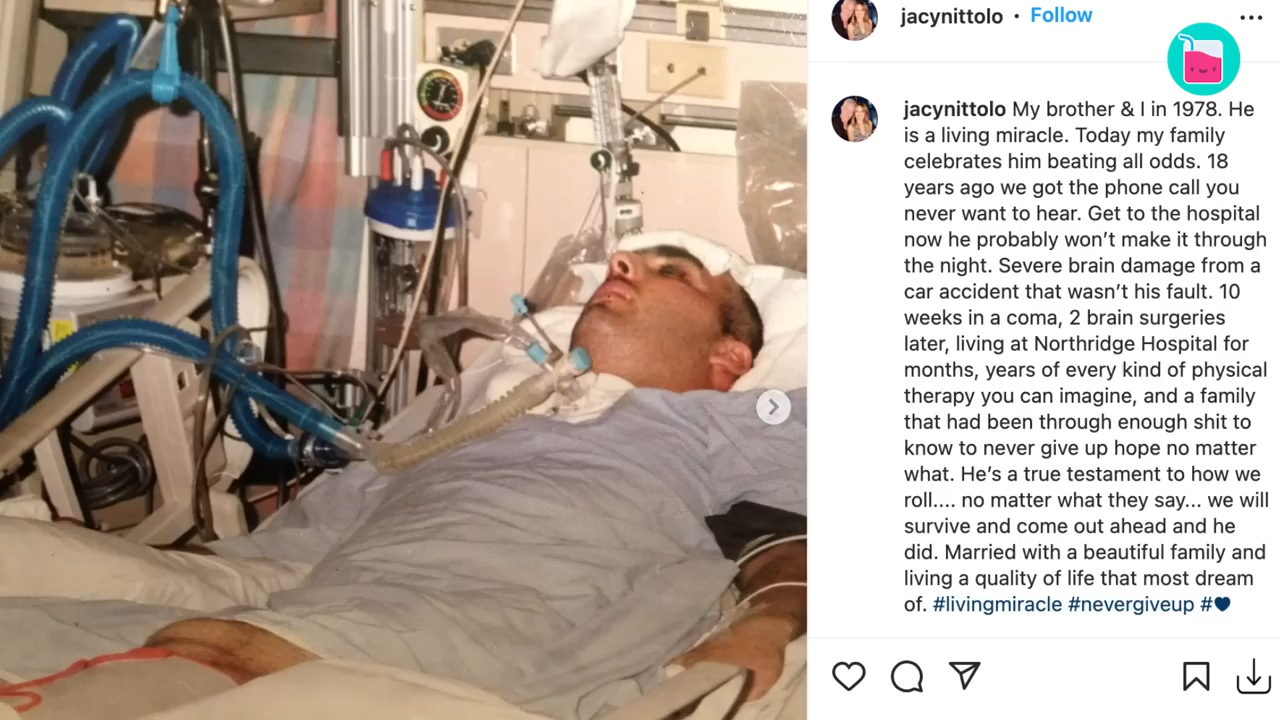 jacynittolo • Follow
jacynittolo My brother & I in 1978. He
is a living miracle. Today my family
celebrates him beating all odds. 18
years ago we got the phone call you
never want to hear. Get to the hospital
now he probably won’t make it through
the night. Severe brain damage from a
car accident that wasn’t his fault. 10
weeks in a coma, 2 brain surgeries
later, living at Northridge Hospital for
months, years of every kind of physical
therapy you can imagine, and a family
that had been through enough shit to
know to never give up hope no matter
what. He’s a true testament to how we
roll.... no matter what they say... we will
survive and come out ahead and he
did. Married with a beautiful family and
living a quality of life that most dream
of. #livingmiracle #nevergiveup #🖤